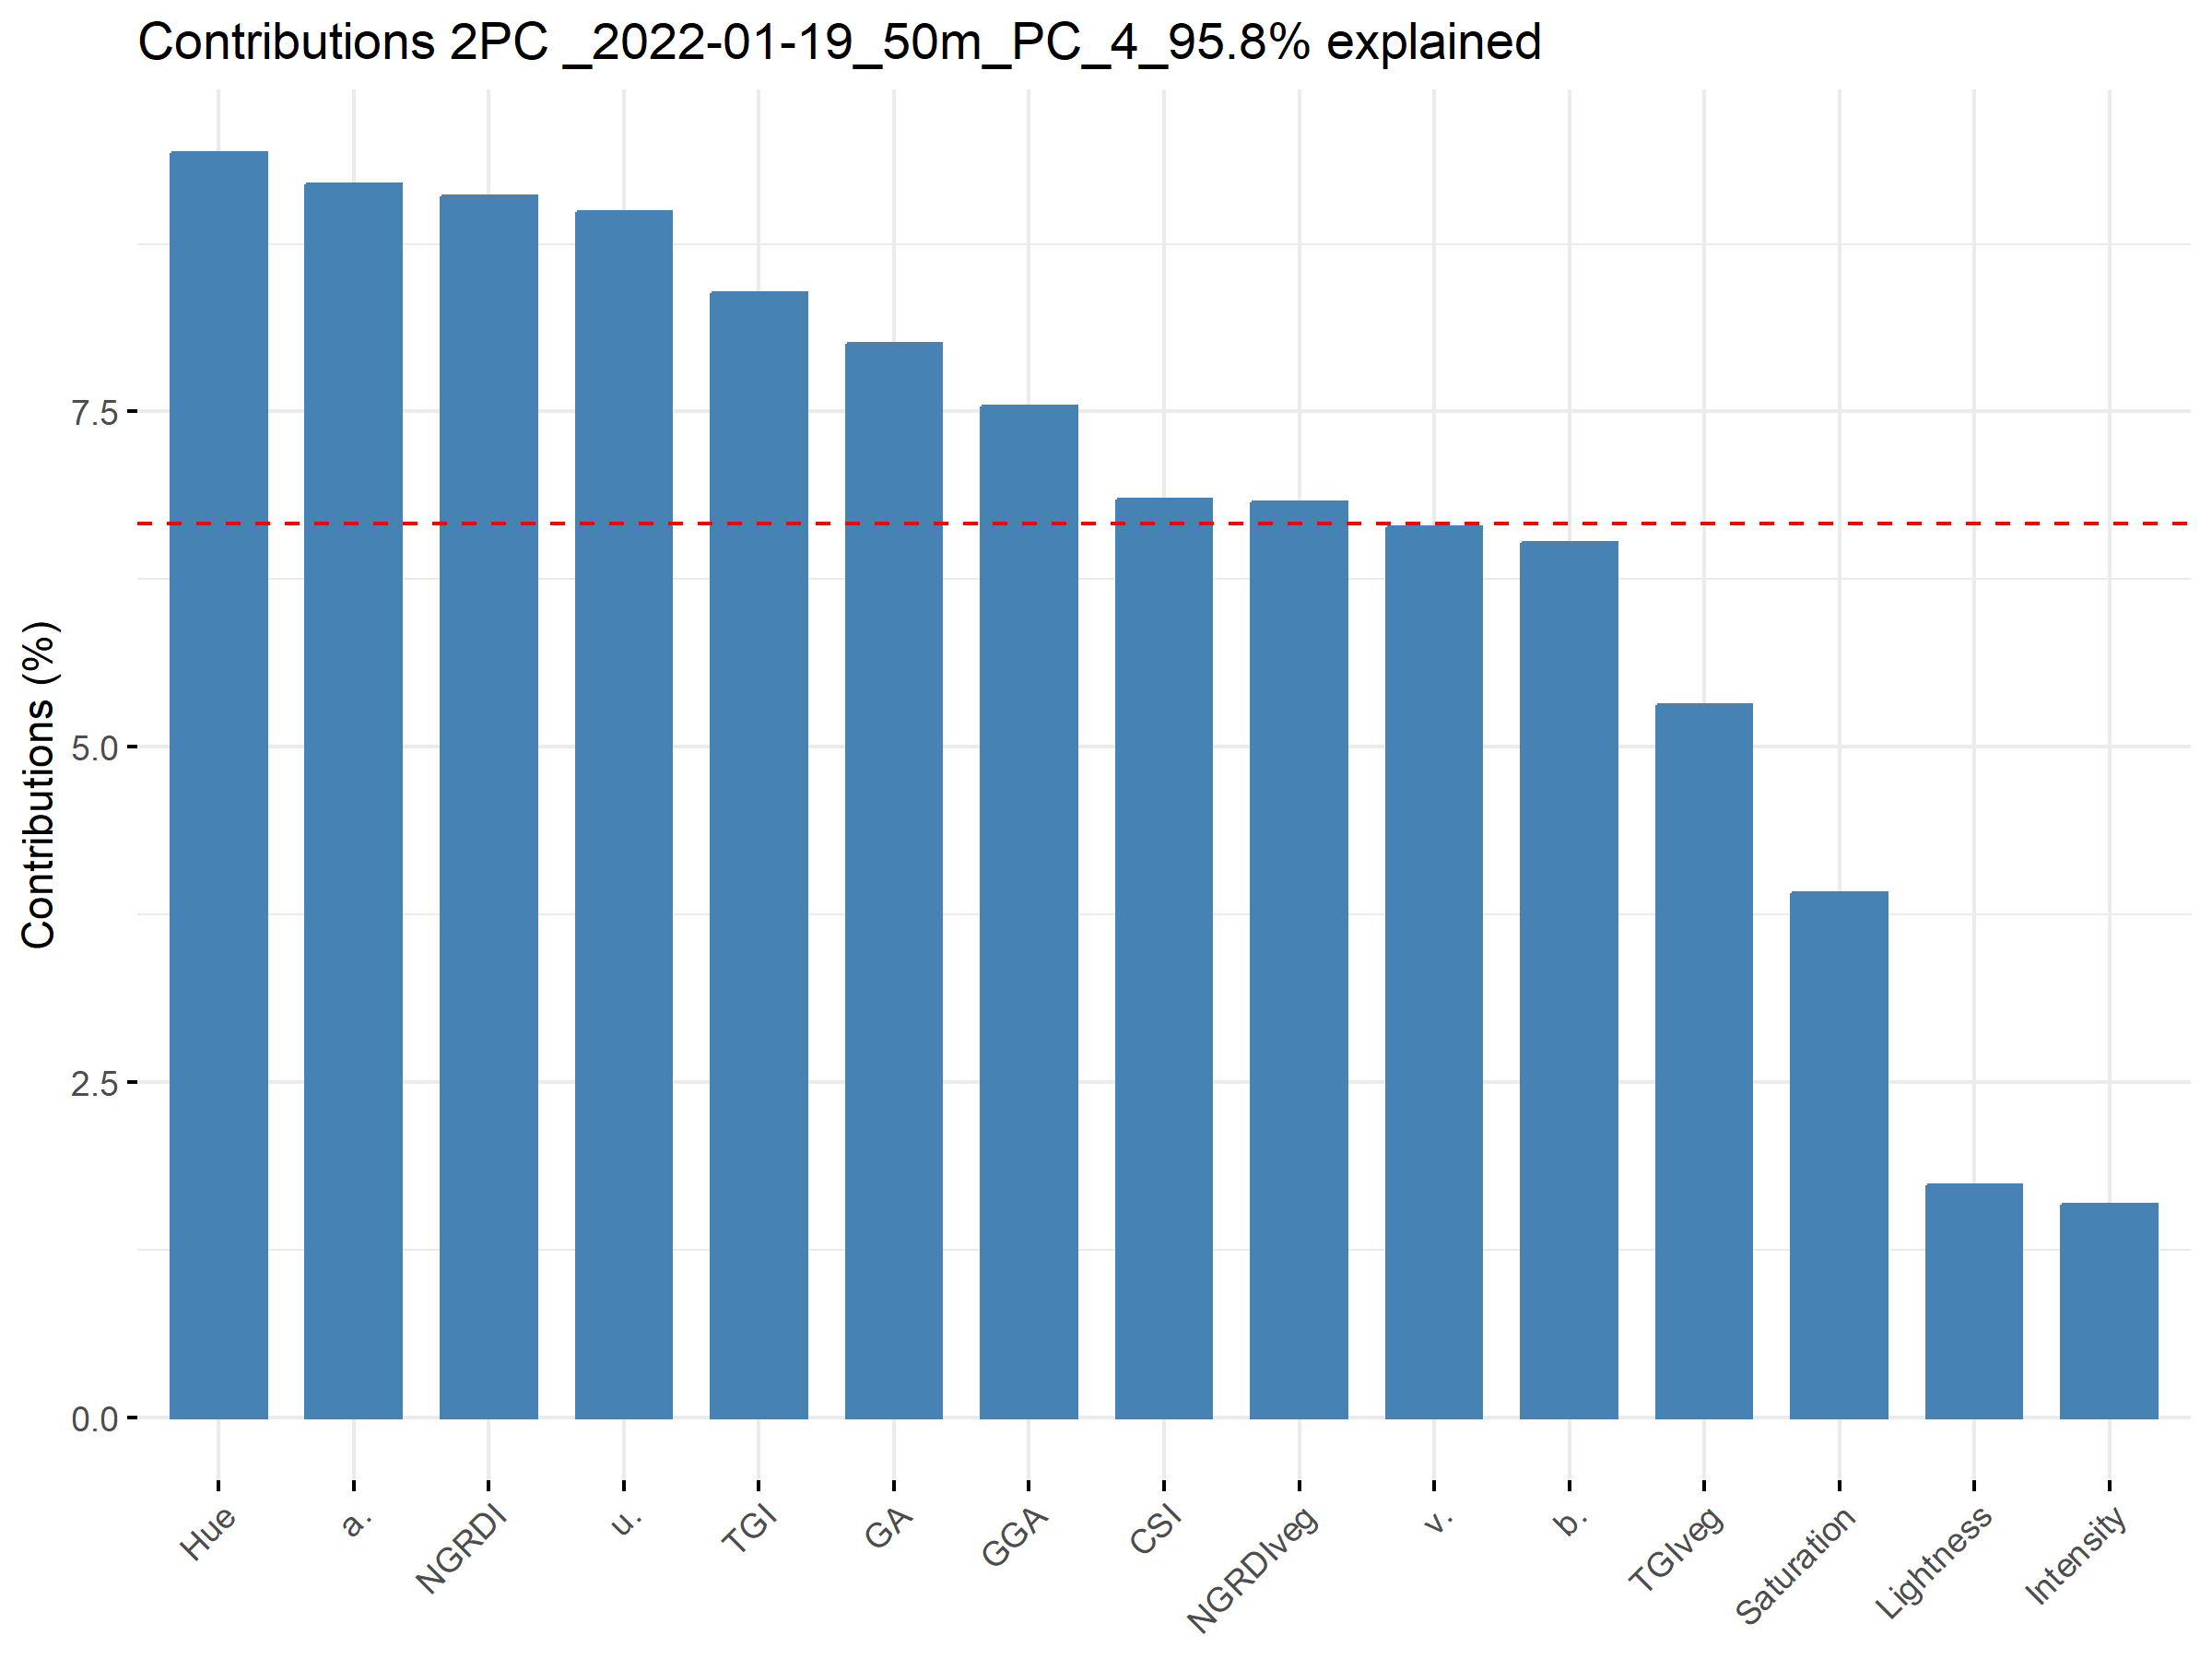 Contributions 2PC _2022-01-19_50m_PC_4_95.8% explained
Contributions (%)
7.5
5.0
2.5
0.0
Hue
a.
NGRDI
u.
TGI
GA
GGA
CSI
NGRDIveg
v.
b.
TGIveg
Saturation
Lightness
Intensity